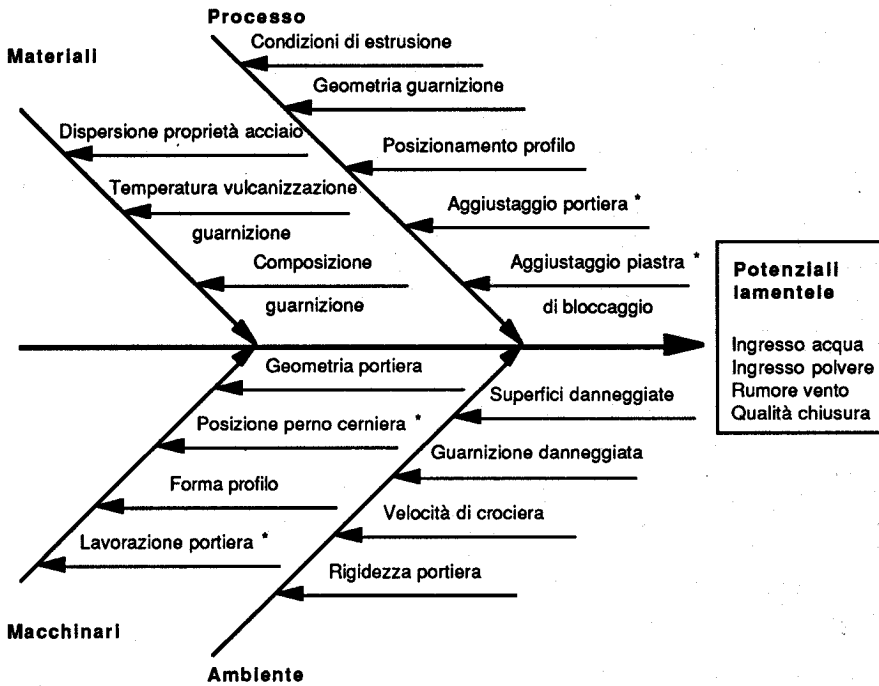 Processo
Condizioni di estrusione
Geometria guarnizione
Posizionamento profilo
Aggiustaggio portiera *
Aggiustaggio piastra *
di bloccaggio
Materiali
Dispersione proprietà acciaio
Temperatura vulcanizzazione
guarnizione
Composizione
guarnizione
Potenziali
lamentele
Ingresso acqua
Ingresso polvere
Rumore vento
Qualità chiusura
Geometria portiera
Posizione perno cerniera *
Forma profilo
Lavorazione portiera *
Macchinari
Superfici danneggiate
Guarnizione danneggiata
Velocità di crociera
Rigidezza portiera
Ambiente